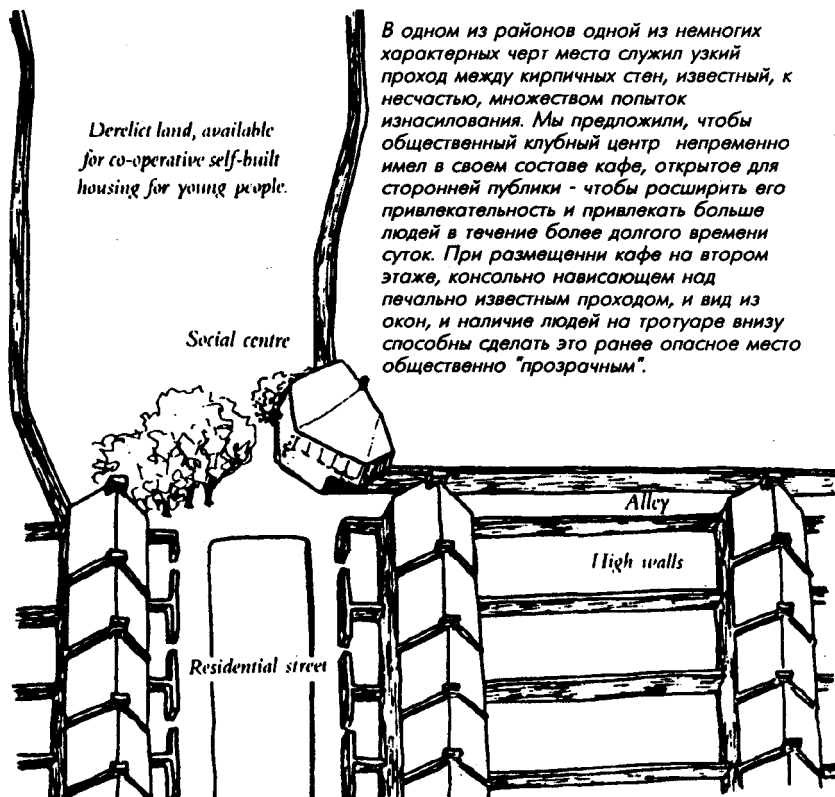 В одном из районов одной из немногих
характерных черт места служил узкий
проход между кирпичных стен, известный, к
несчастью, множеством попыток
изнасилования. Мы предложили, чтобы
общественный клубный центр непременно
имел в своем составе кафе, открытое для
сторонней публики - чтобы расширить его
привлекательность и привлекать больше
людей в течение более долгого времени
суток. При размещенни кафе на втором
этаже, консольно нависающем над
печально известным проходом, и вид из
окон, и наличие людей на тротуаре внизу
способны сделать это ранее опасное место
общественно "прозрачным".
Derelict land, available
for co-operative self-built
housing for young people.
Social centre
Alley
High walls
Residential street